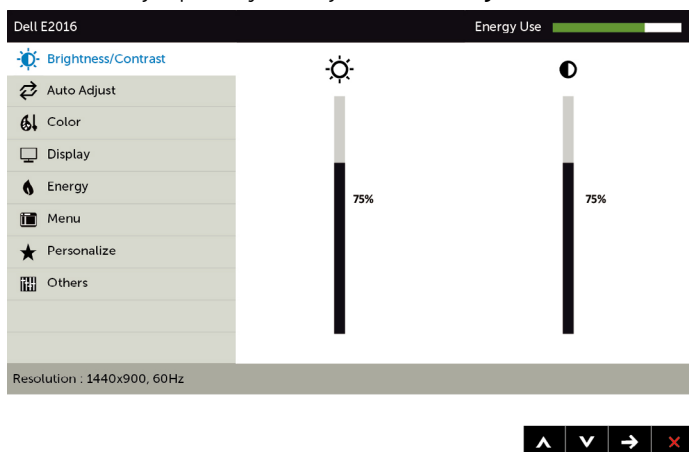 Dell E2016 Energy Use
Brightness/Contrast
Auto Adjust
Color
Display
Energy
Menu
Personalize
Others
75% 75%
Resolution : 1440x900, 60Hz